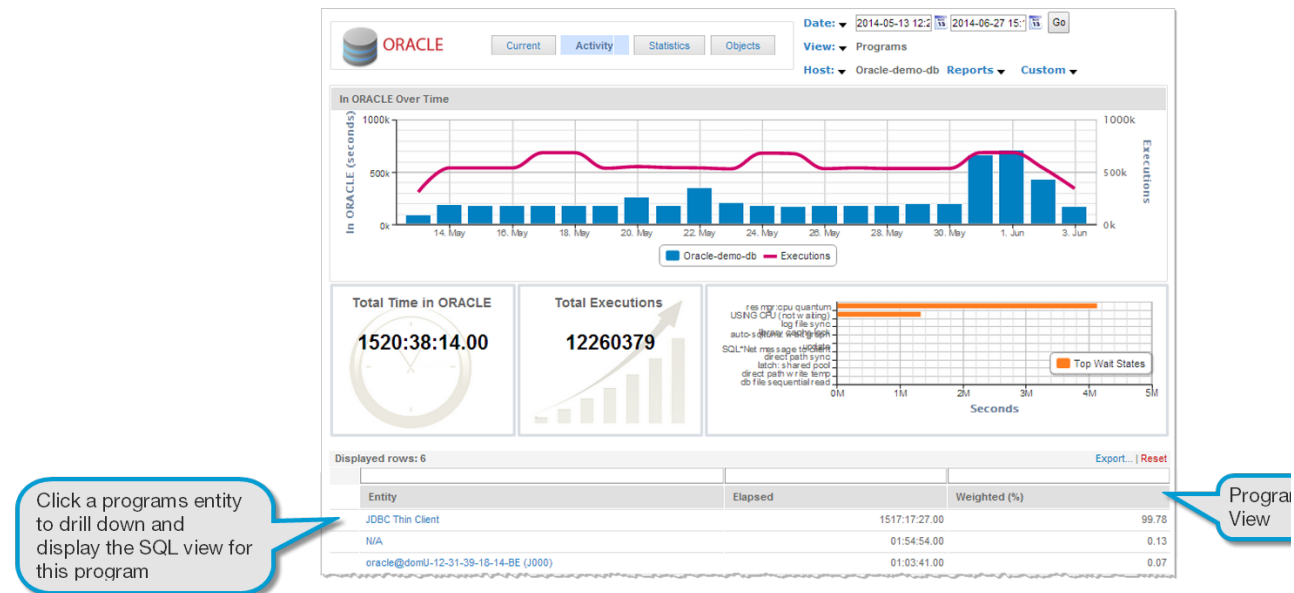 ORACLE
Current Activity Statistics Objects
Date: 2014-05-13 12:2 2014-06-27 15: Go
View: Programs
Host: Oracle-demo-db Reports Custom
In ORACLE Over Time
In ORACLE (seconds)
1000k
500k
0k
1000k
500k
0k
Executions
14. May 16. May 18. May 20. May 22. May 24. May 26. May 28. May 30. May 1. Jun 3. Jun
Oracle-demo-db Executions
Total Time in ORACLE
1520:38:14.00
Total Executions
12260379
res mgr:cpu quantum
USING CPU (not waiting)
log file sync
library cache lock
SQL*Net message to client
direct path sync
latch: shared pool
direct path write temp
db file sequential read
Top Wait States
0M 1M 2M 3M 4M 5M
Seconds
Displayed rows: 6
Export... | Reset
Entity Elapsed Weighted (%)
JDBC Thin Client 1517:17:27.00 99.78
N/A 01:54:54.00 0.13
oracle@domU-12-31-39-18-14-BE (J000) 01:03:41.00 0.07
Click a programs entity
to drill down and
display the SQL view for
this program
Program
View